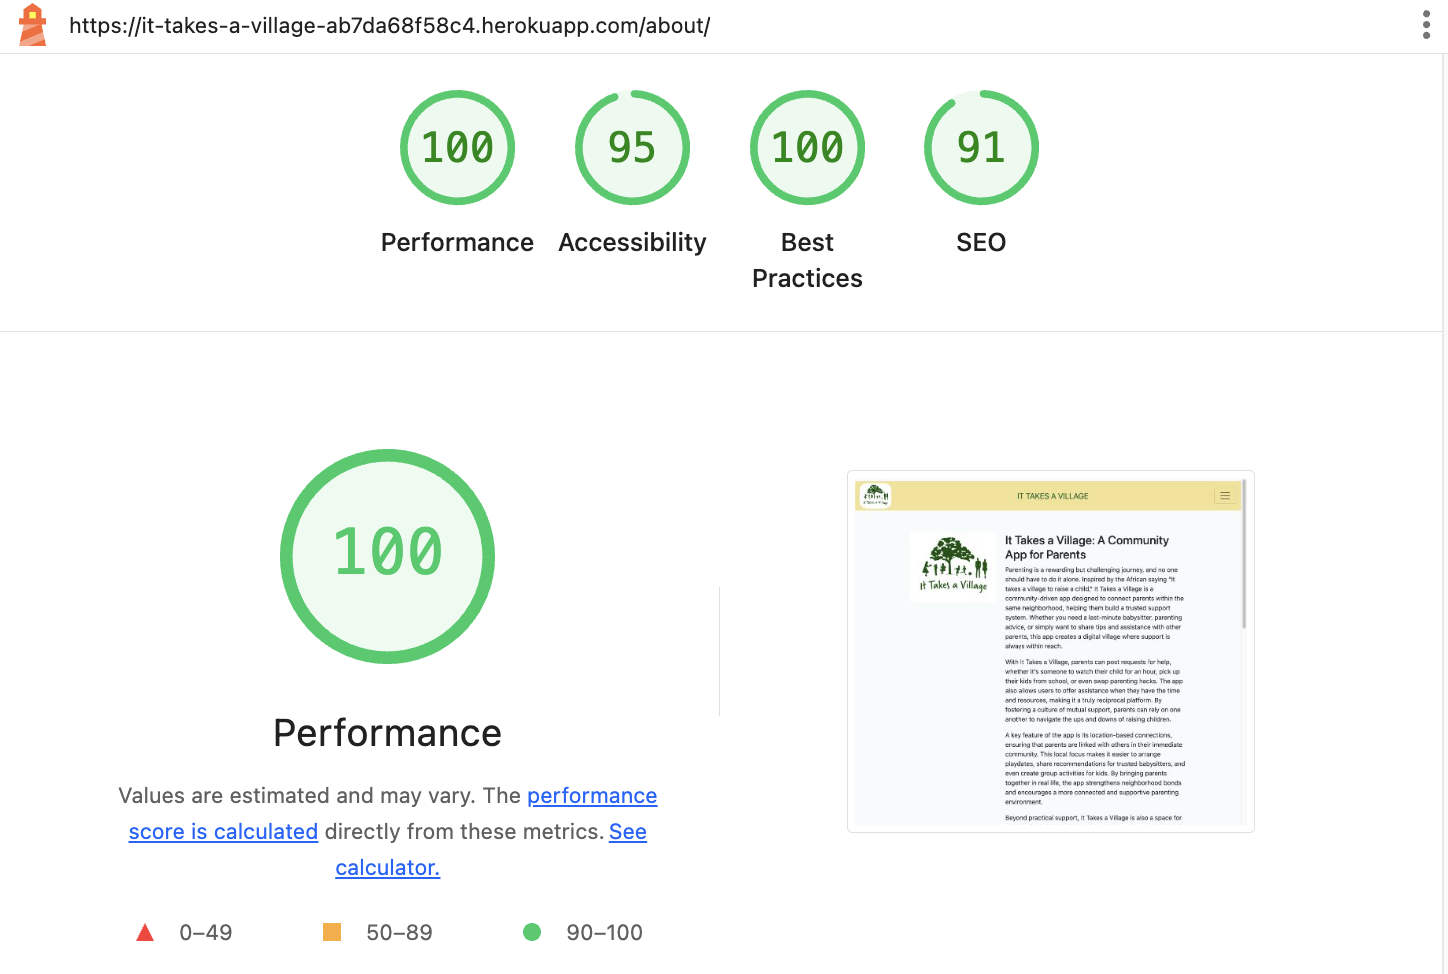 https://it-takes-a-village-ab7da68f58c4.herokuapp.com/about/
100
95
100
91
Performance
Accessibility
Best
Practices
SEO
100
Performance
Values are estimated and may vary. The performance
score is calculated directly from these metrics. See
calculator.
0–49
50–89
90–100
It Takes a Village
IT TAKES A VILLAGE
It Takes a Village
It Takes a Village: A Community
App for Parents
Parenting is a rewarding but challenging journey, and no one
should have to do it alone. Inspired by the African saying "it
takes a village to raise a child," It Takes a Village is a
community-driven app designed to connect parents within the
same neighborhood, helping them build a trusted support
system. Whether you need a last-minute babysitter, parenting
advice, or simply want to share tips and assistance with other
parents, this app creates a digital village where support is
always within reach.
With It Takes a Village, parents can post requests for help,
whether it's someone to watch their child for an hour, pick up
their kids from school, or even swap parenting hacks. The app
also allows users to offer assistance when they have the time
and resources, making it a truly reciprocal platform. By
fostering a culture of mutual support, parents can rely on one
another to navigate the ups and downs of raising children.
A key feature of the app is its location-based connections,
ensuring that parents are linked with others in their immediate
community. This local focus makes it easier to arrange
playdates, share recommendations for trusted babysitters, and
even create group activities for kids. By bringing parents
together in real life, the app strengthens neighborhood bonds
and encourages a more connected and supportive parenting
environment.
Beyond practical support, It Takes a Village is also a space for